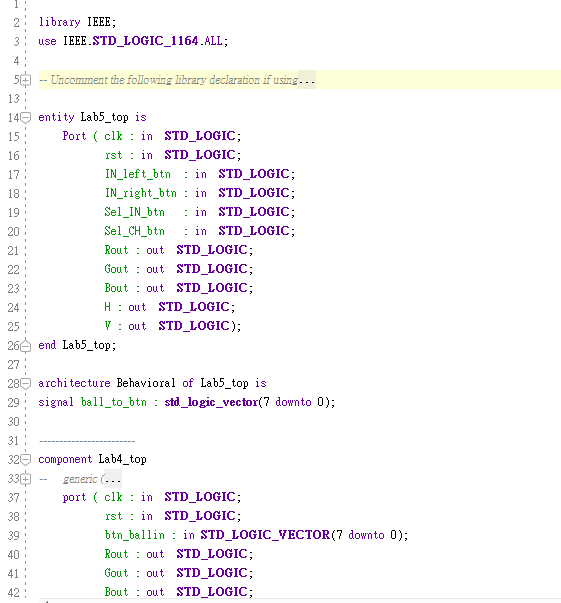 1
2 library IEEE;
3 use IEEE.STD_LOGIC_1164.ALL;
4
5 -- Uncomment the following library declaration if using...
13
14 entity Lab5_top is
15 Port ( clk : in STD_LOGIC;
16 rst : in STD_LOGIC;
17 IN_left_btn : in STD_LOGIC;
18 IN_right_btn : in STD_LOGIC;
19 Sel_IN_btn : in STD_LOGIC;
20 Sel_CH_btn : in STD_LOGIC;
21 Rout : out STD_LOGIC;
22 Gout : out STD_LOGIC;
23 Bout : out STD_LOGIC;
24 H : out STD_LOGIC;
25 V : out STD_LOGIC);
26 end Lab5_top;
27
28 architecture Behavioral of Lab5_top is
29 signal ball_to_btn : std_logic_vector(7 downto 0);
30
31 ------------------------
32 component Lab4_top
33 -- generic (...
37 port ( clk : in STD_LOGIC;
38 rst : in STD_LOGIC;
39 btn_ballin : in STD_LOGIC_VECTOR(7 downto 0);
40 Rout : out STD_LOGIC;
41 Gout : out STD_LOGIC;
42 Bout : out STD_LOGIC;